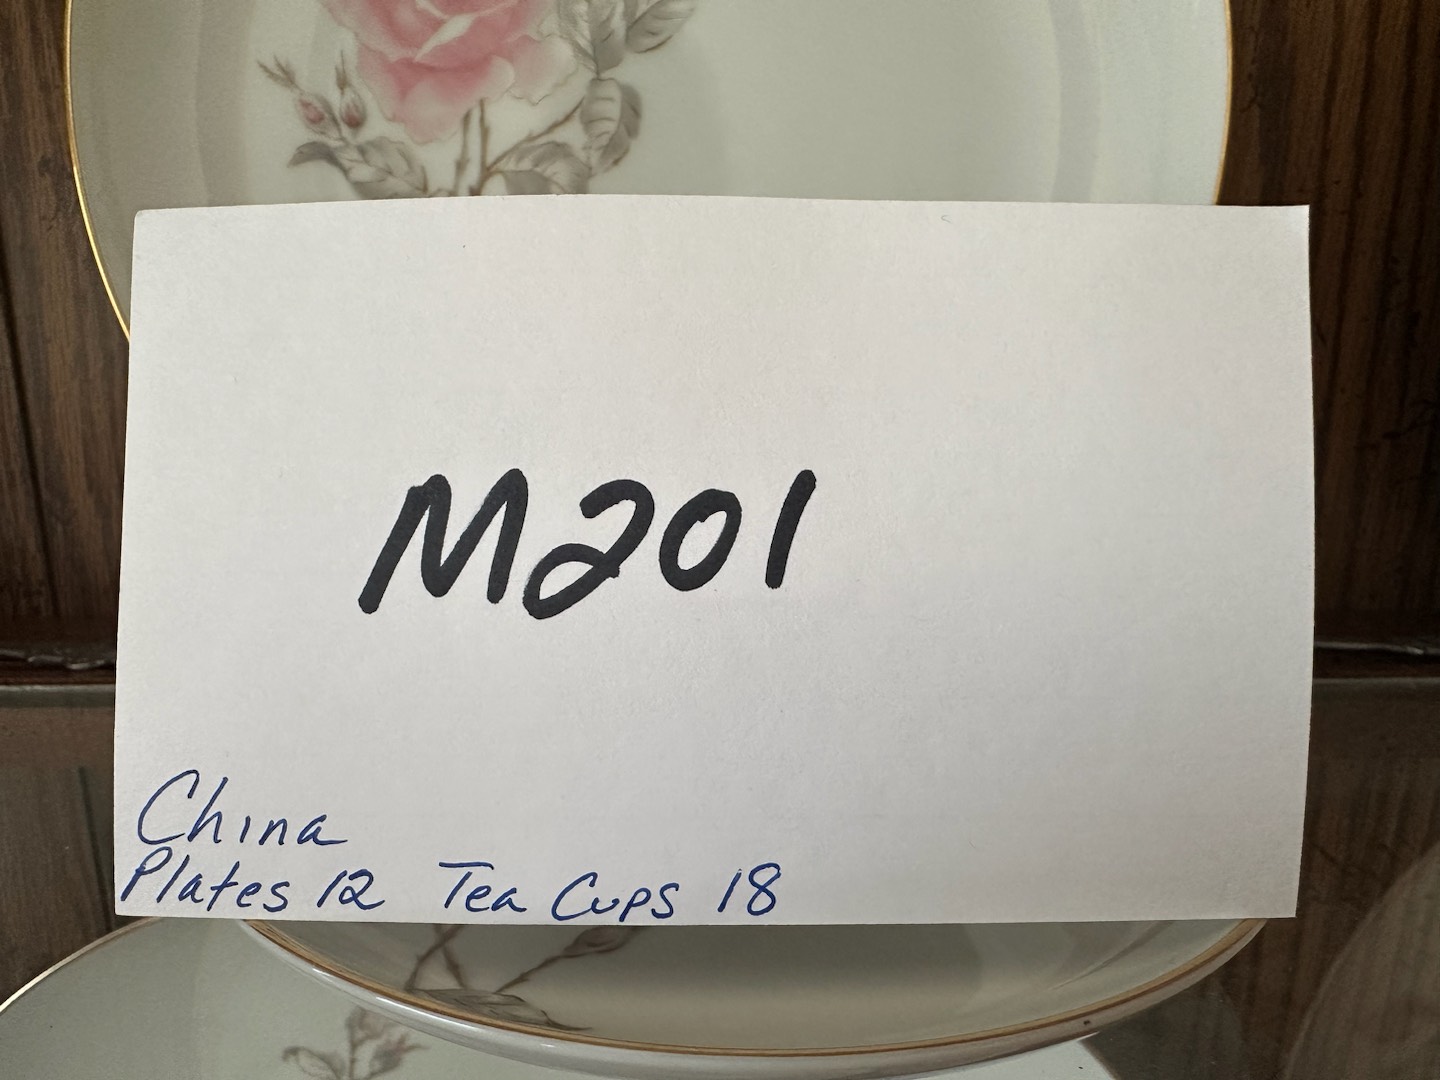 M201
China
Plates 12 Tea Cups 18